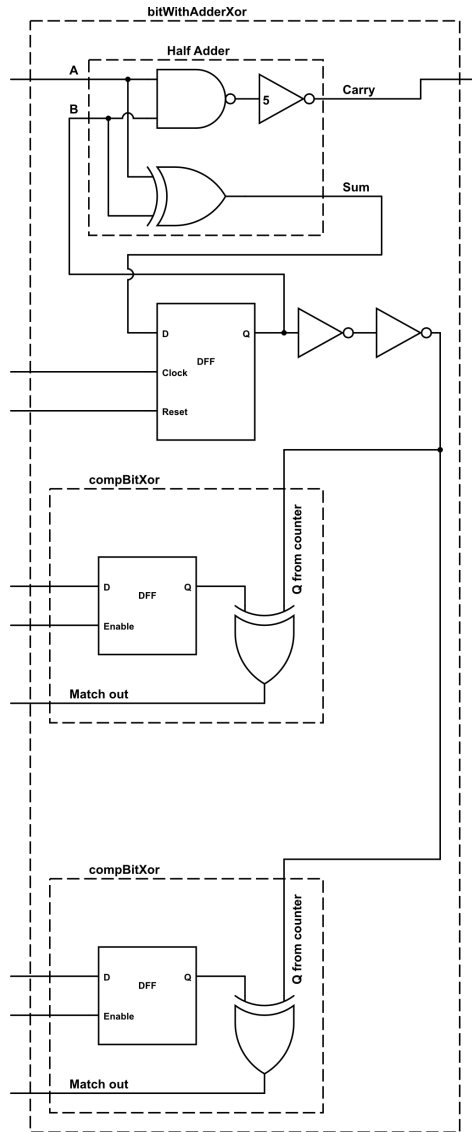 bitWithAdderXor
Half Adder
A
5
Carry
B
Sum
D
Q
DFF
Clock
Reset
compBitXor
Q from counter
D
DFF
Q
Enable
Match out
compBitXor
Q from counter
D
DFF
Q
Enable
Match out